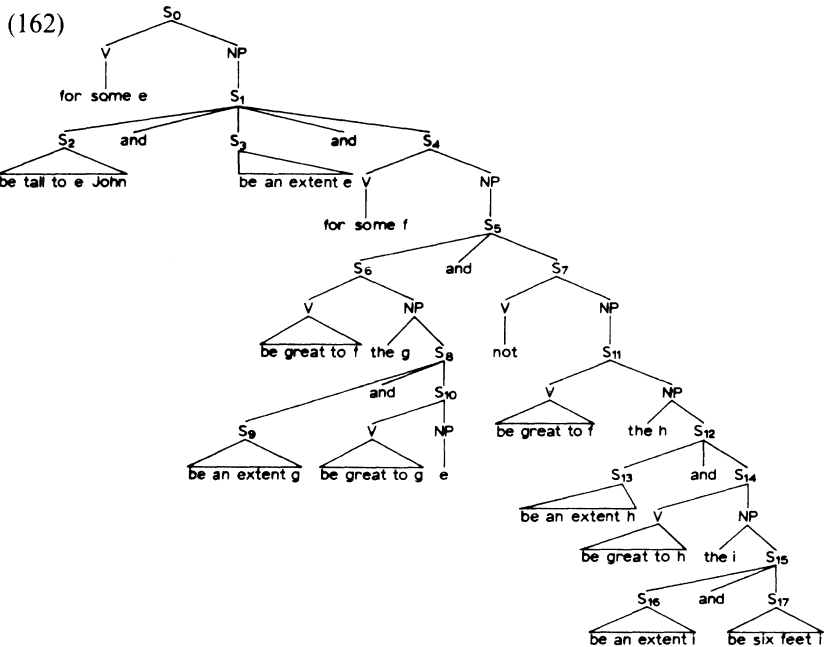 (162)
S0
V NP
for some e S1
S2 and S3 and S4
be tall to e John be an extent e V NP
for some f S5
S6 and S7
V NP V NP
be great to f the g S8 not S11
and S10 V NP
S9 V NP be great to f the h S12
be an extent g be great to g e S13 and S14
be an extent h V NP
be great to h the i S15
S16 and S17
be an extent i be six feet i